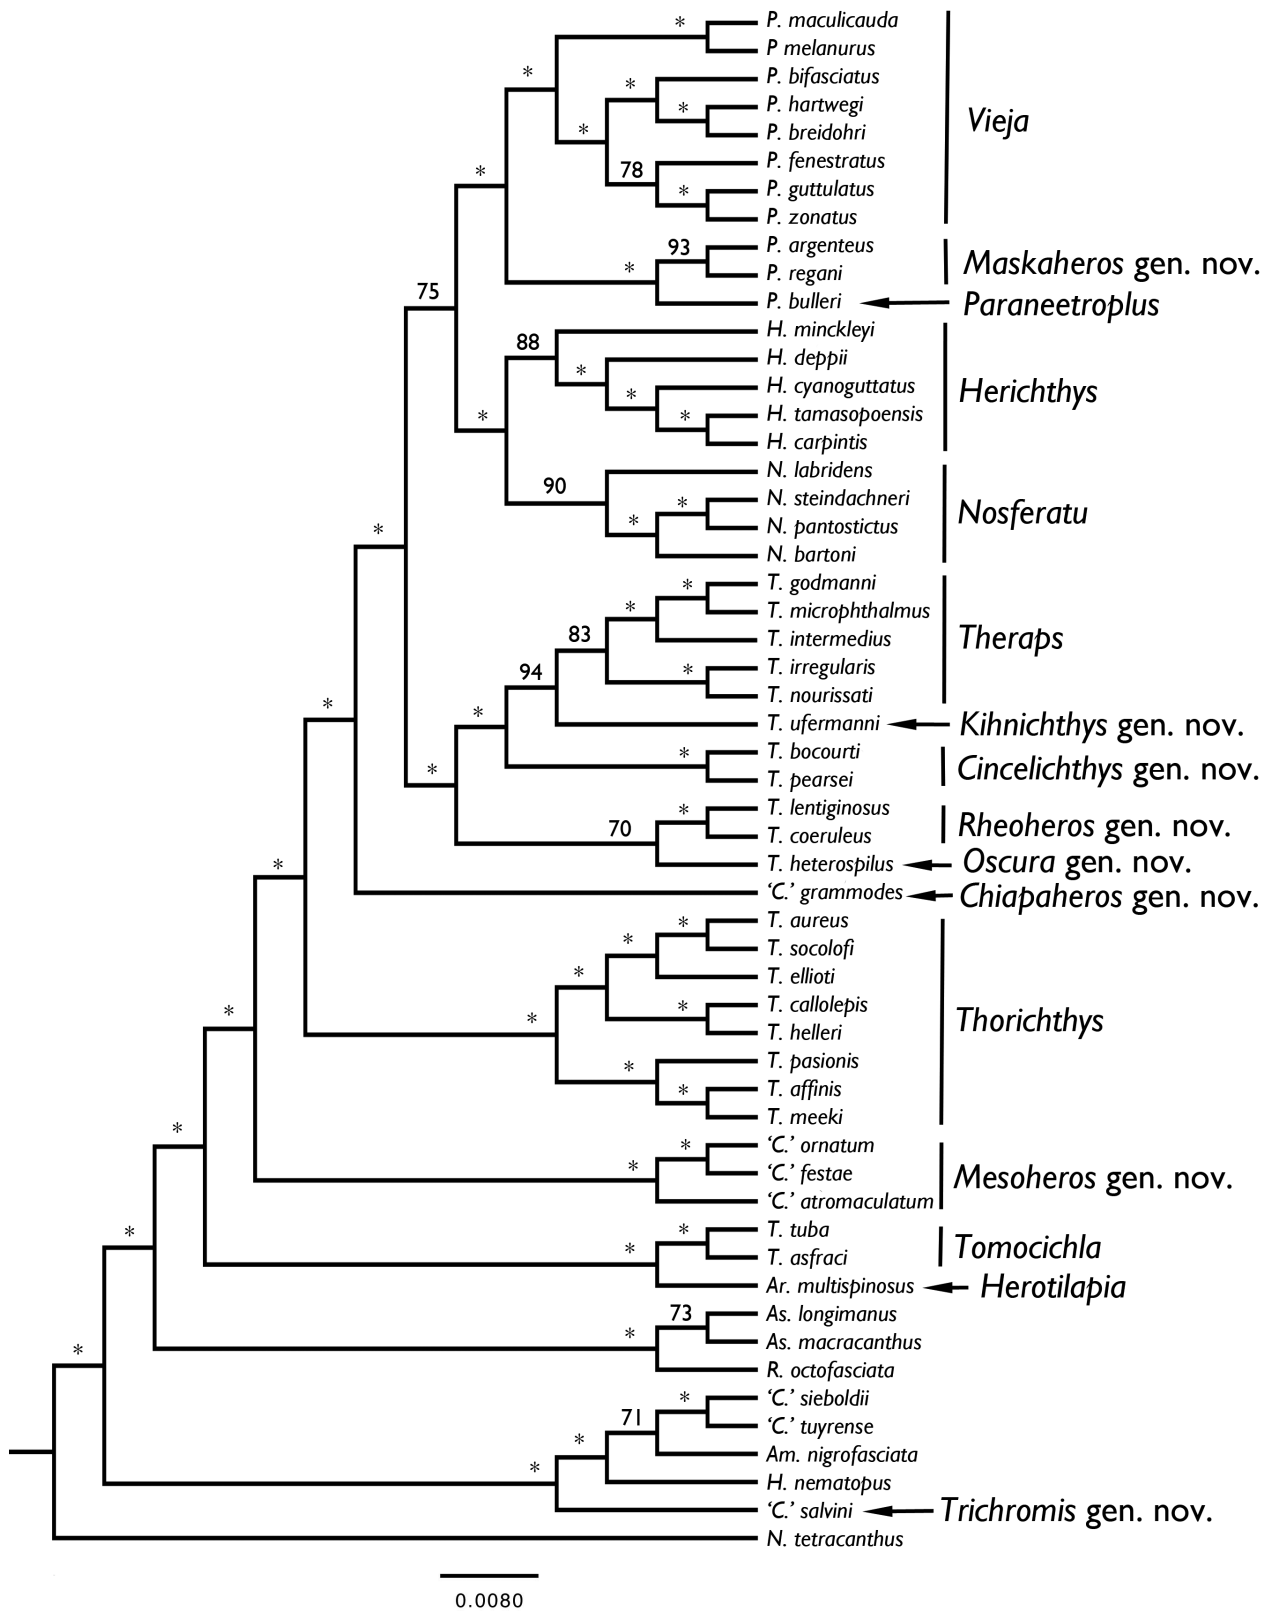 * P. maculicauda
P melanurus
* * P. bifasciatus
* P. hartwegi
* P. breidohri
Vieja
78 P. fenestratus
* * P. guttulatus
P. zonatus
93 P. argenteus
* P. regani
Maskaheros gen. nov.
75 P. bulleri Paraneetroplus
88 H. minckleyi
* H. deppii
* H. cyanoguttatus
Herichthys
* * H. tamasopoensis
H. carpintis
90 N. labridens
* N. steindachneri
* * N. pantostictus
Nosferatu
N. bartoni
* T. godmanni
* T. microphthalmus
83 T. intermedius
Theraps
94 * T. irregularis
T. nourissati
* * T. ufermanni Kihnichthys gen. nov.
* T. bocourti
* T. pearsei
Cincelichthys gen. nov.
* T. lentiginosus
70 T. coeruleus
Rheoheros gen. nov.
* T. heterospilus Oscura gen. nov.
'C.' grammodes Chiapaheros gen. nov.
* T. aureus
* T. socolofi
* T. ellioti
* * T. callolepis
* T. helleri
Thorichthys
* T. pasionis
* T. affinis
T. meeki
* * 'C.' ornatum
* 'C.' festae
Mesoheros gen. nov.
'C.' atromaculatum
* * T. tuba
* T. asfraci
Tomocichla
Ar. multispinosus Herotilapia
73 As. longimanus
* * As. macracanthus
R. octofasciata
* 'C.' sieboldii
71 'C.' tuyrense
* Am. nigrofasciata
* H. nematopus
'C.' salvini Trichromis gen. nov.
N. tetracanthus
0.0080